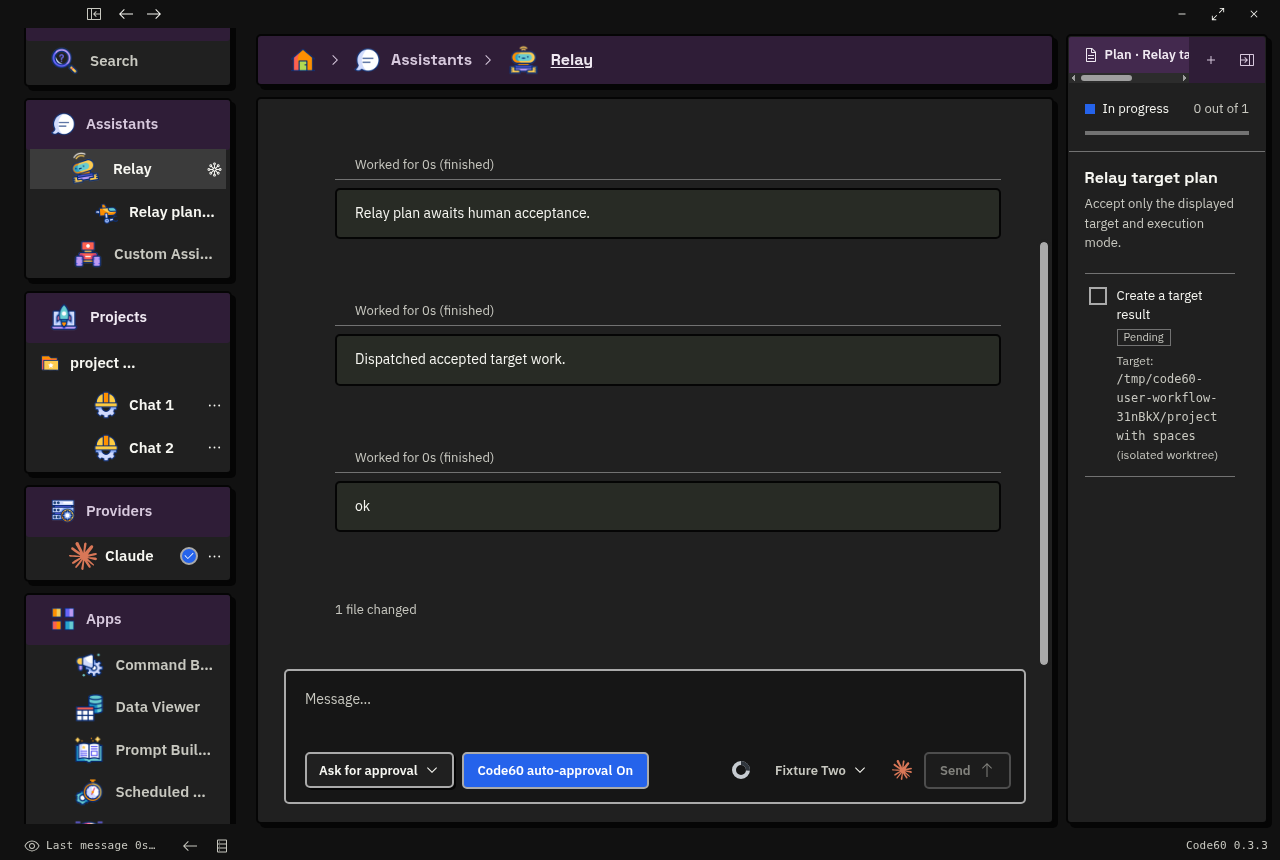 Search
Assistants
Relay
Relay plan...
Custom Assi...
Projects
project ...
Chat 1
Chat 2
Providers
Claude
Apps
Command B...
Data Viewer
Prompt Buil...
Scheduled ...
Assistants
Relay
Worked for 0s (finished)
Relay plan awaits human acceptance.
Worked for 0s (finished)
Dispatched accepted target work.
Worked for 0s (finished)
ok
1 file changed
Message...
Ask for approval
Code60 auto-approval On
Fixture Two
Send
Plan · Relay ta
In progress
0 out of 1
Relay target plan
Accept only the displayed
target and execution
mode.
Create a target
result
Pending
Target:
/tmp/code60-
user-workflow-
31nBkX/project
with spaces
(isolated worktree)
Last message 0s…
Code60 0.3.3